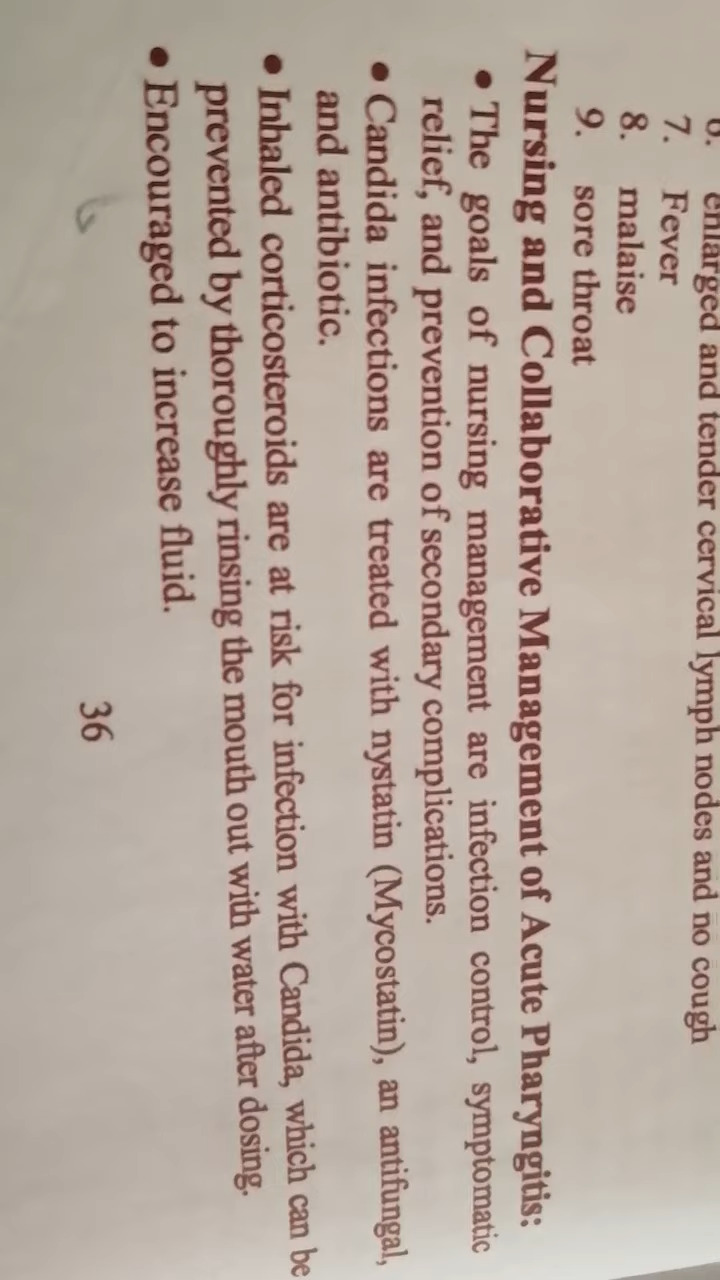 6. enlarged and tender cervical lymph nodes and no cough
7. Fever
8. malaise
9. sore throat
Nursing and Collaborative Management of Acute Pharyngitis:
• The goals of nursing management are infection control, symptomatic
relief, and prevention of secondary complications.
• Candida infections are treated with nystatin (Mycostatin), an antifungal,
and antibiotic.
• Inhaled corticosteroids are at risk for infection with Candida, which can be
prevented by thoroughly rinsing the mouth out with water after dosing.
• Encouraged to increase fluid.
36